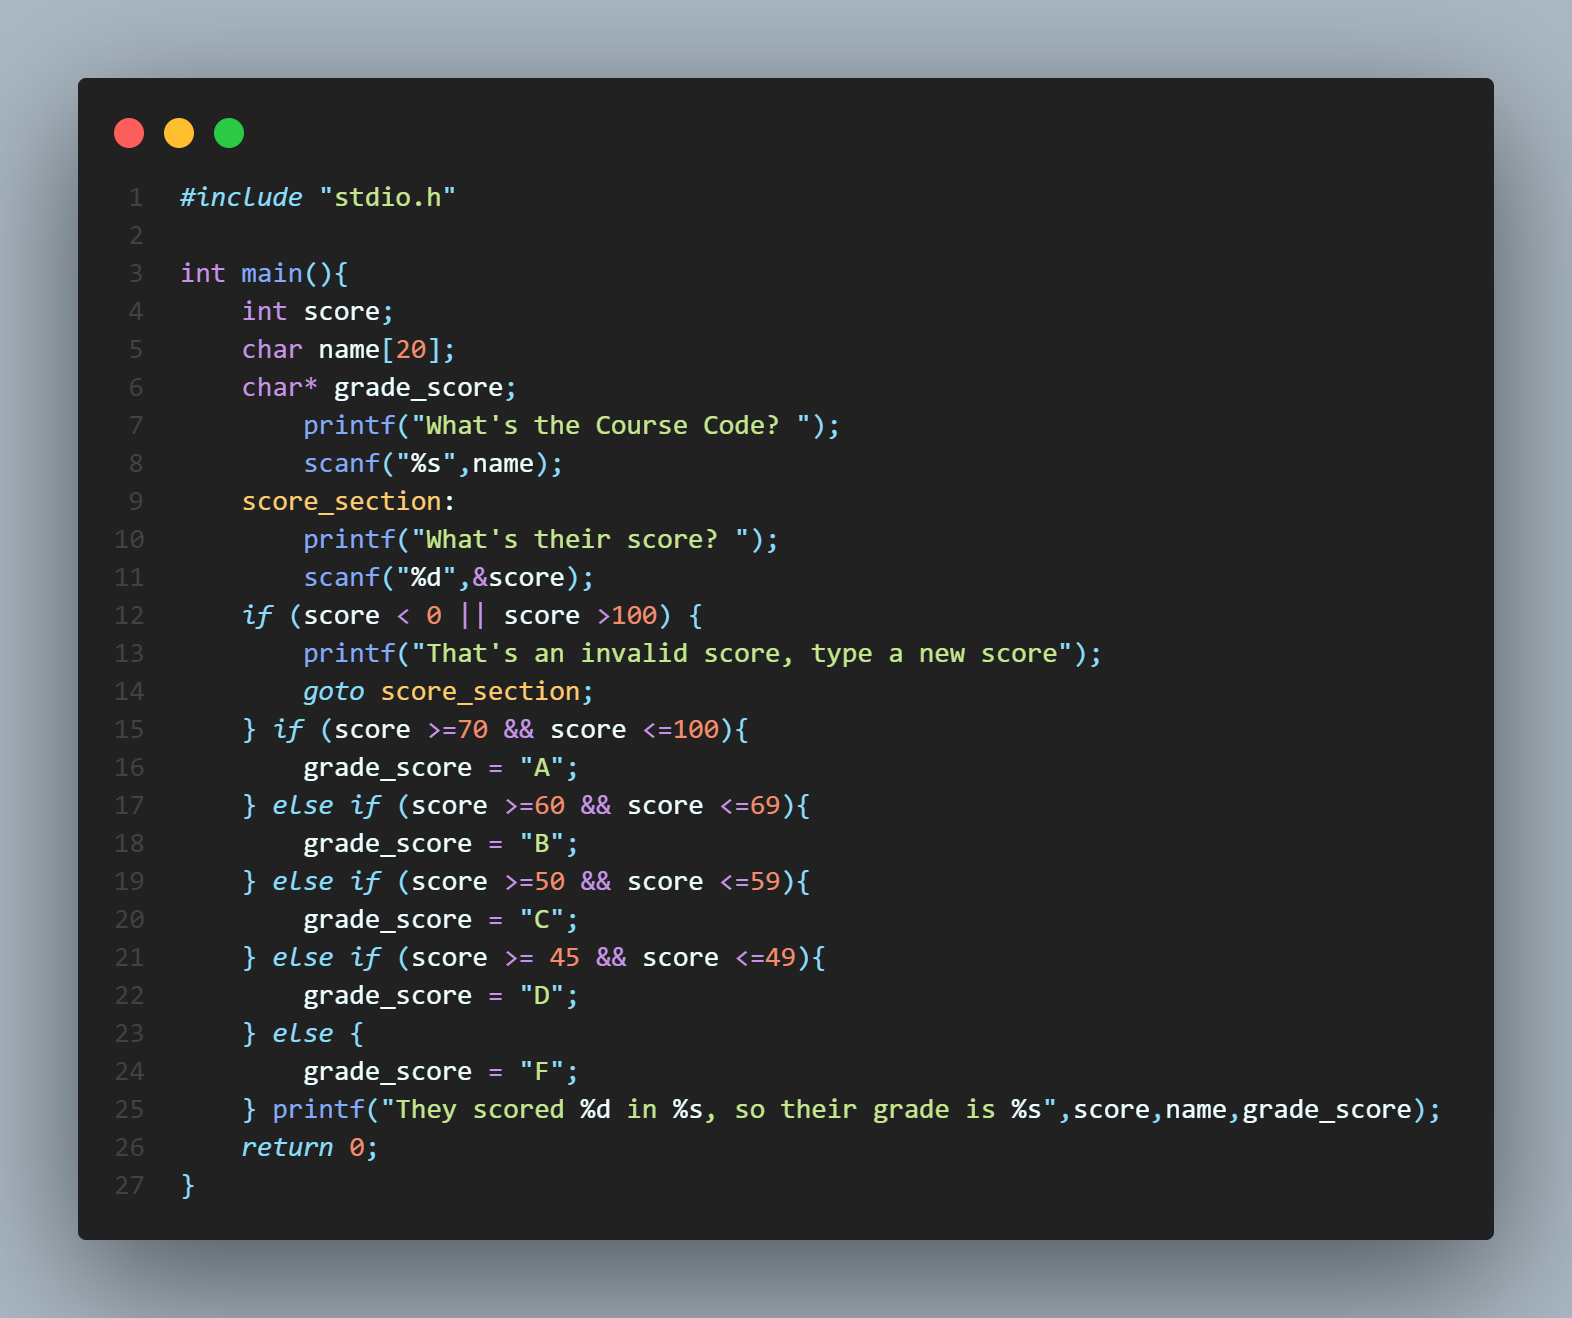 1 #include "stdio.h"
2
3 int main(){
4     int score;
5     char name[20];
6     char* grade_score;
7         printf("What's the Course Code? ");
8         scanf("%s",name);
9     score_section:
10         printf("What's their score? ");
11         scanf("%d",&score);
12     if (score < 0 || score >100) {
13         printf("That's an invalid score, type a new score");
14         goto score_section;
15     } if (score >=70 && score <=100){
16         grade_score = "A";
17     } else if (score >=60 && score <=69){
18         grade_score = "B";
19     } else if (score >=50 && score <=59){
20         grade_score = "C";
21     } else if (score >= 45 && score <=49){
22         grade_score = "D";
23     } else {
24         grade_score = "F";
25     } printf("They scored %d in %s, so their grade is %s",score,name,grade_score);
26     return 0;
27 }